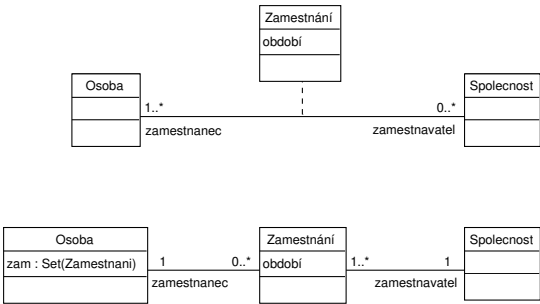 Zamestnání
období
Osoba
Spolecnost
1..*
0..*
zamestnanec
zamestnavatel
Osoba
Zamestnání
Spolecnost
zam : Set(Zamestnani)
1
0..*
období
1..*
1
zamestnanec
zamestnavatel